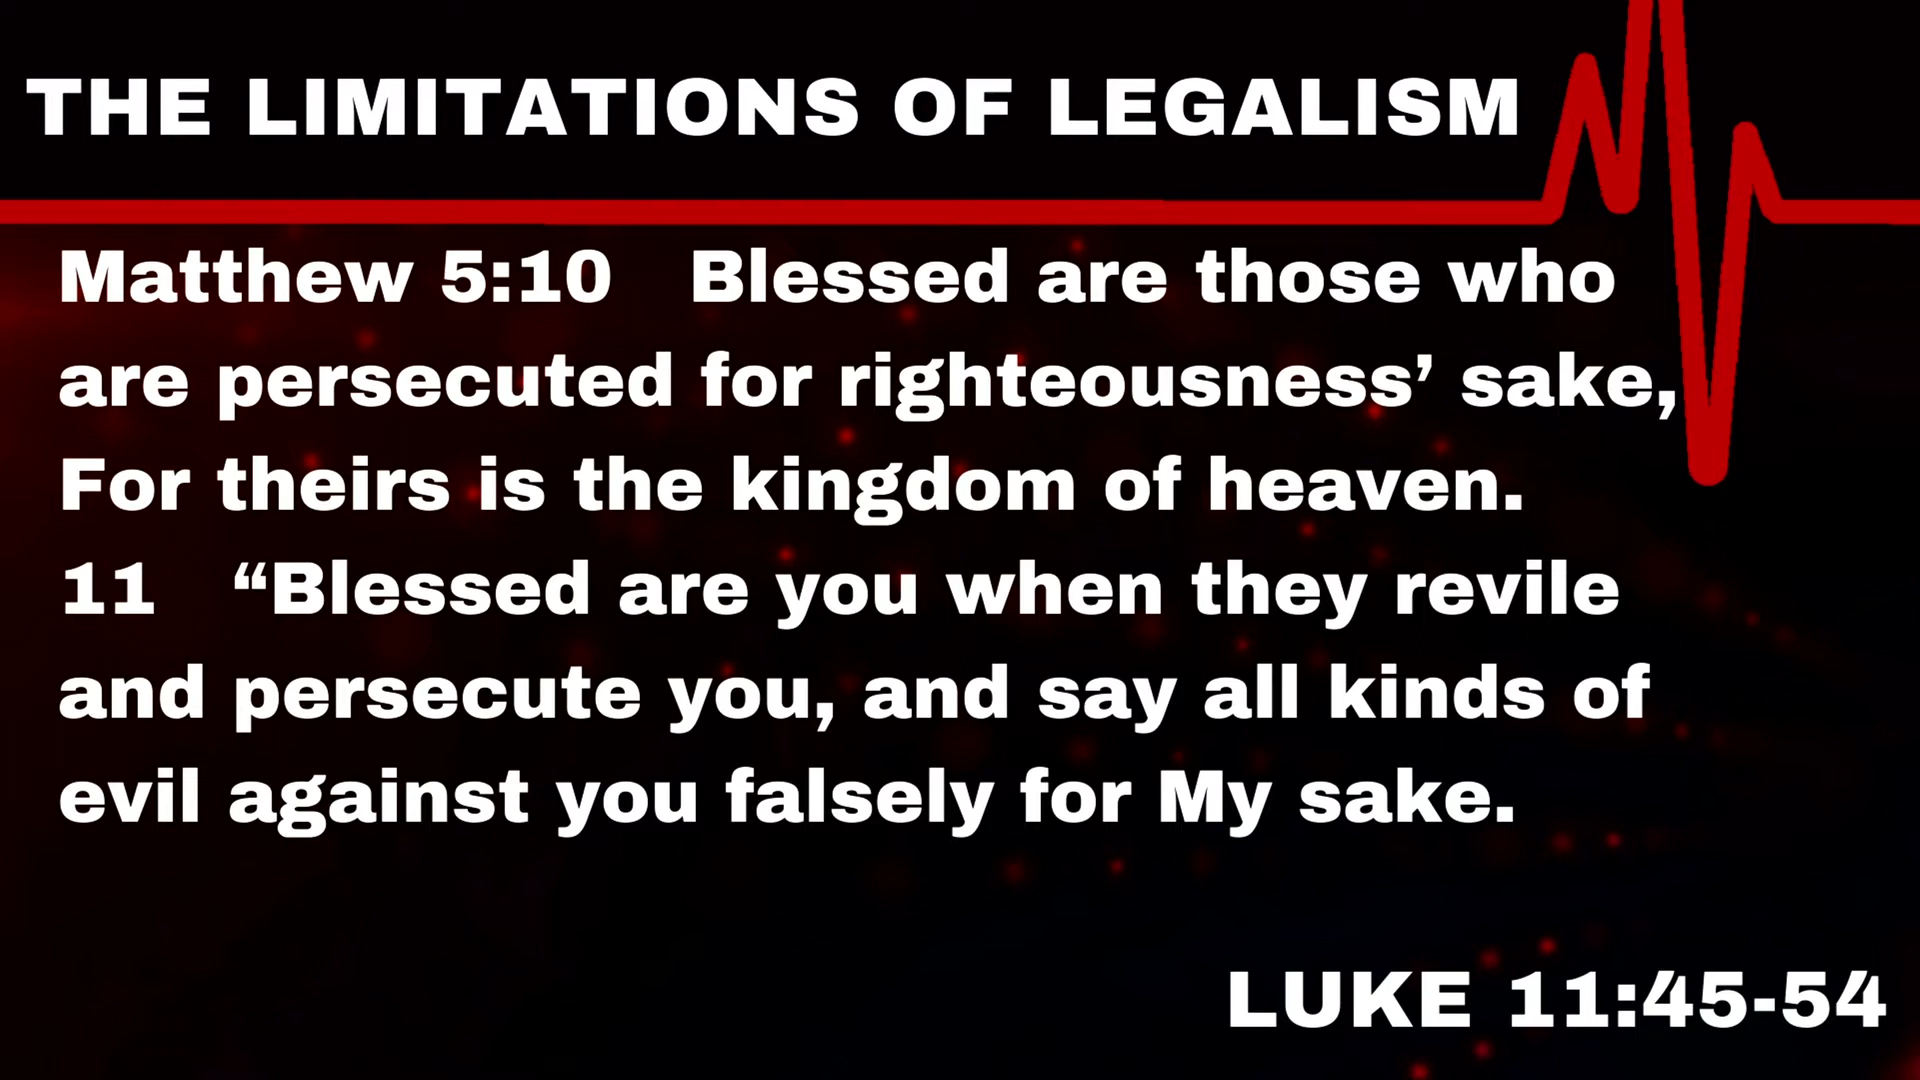 THE LIMITATIONS OF LEGALISM
Matthew 5:10 Blessed are those who
are persecuted for righteousness’ sake,
For theirs is the kingdom of heaven.
11 “Blessed are you when they revile
and persecute you, and say all kinds of
evil against you falsely for My sake.
LUKE 11:45-54